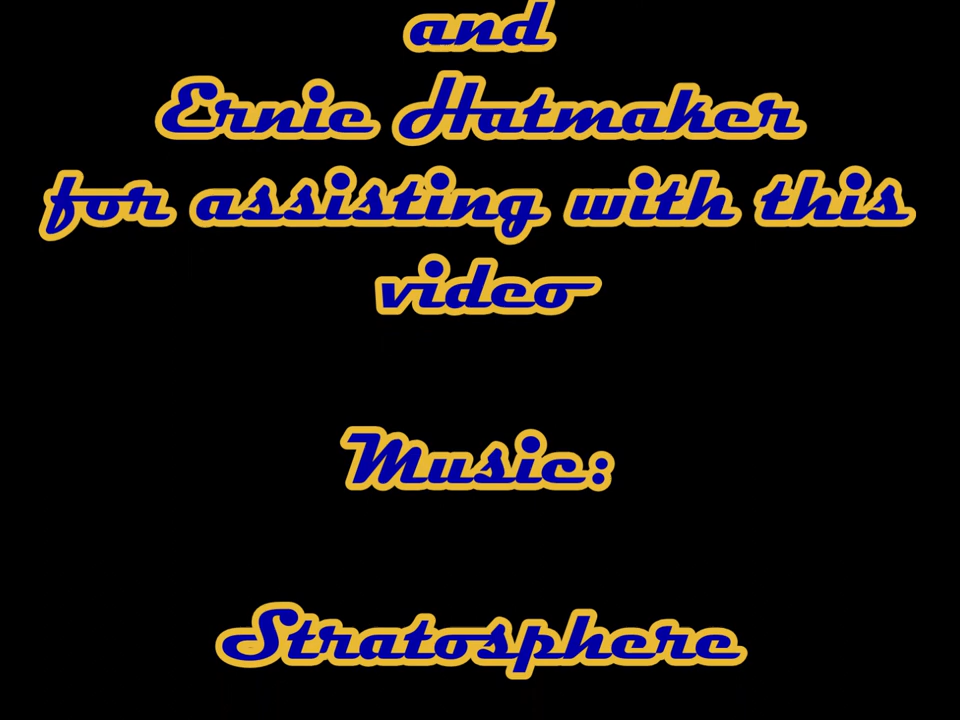 and
Ernie Hatmaker
for assisting with this
video
Music:
Stratosphere